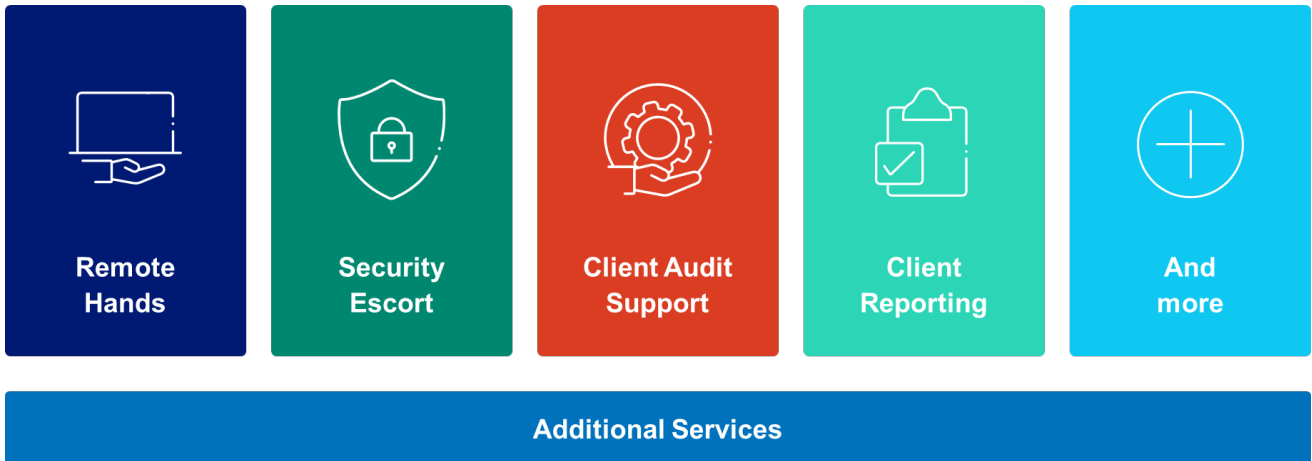 Remote
Hands
Security
Escort
Client Audit
Support
Client
Reporting
And
more
Additional Services